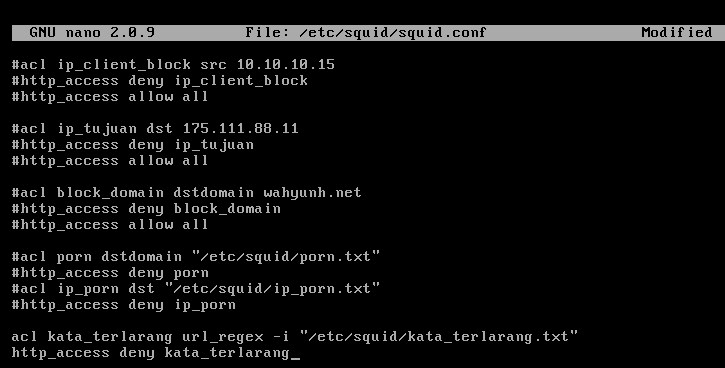 GNU nano 2.0.9 File: /etc/squid/squid.conf Modified
#acl ip_client_block src 10.10.10.15
#http_access deny ip_client_block
#http_access allow all
#acl ip_tujuan dst 175.111.88.11
#http_access deny ip_tujuan
#http_access allow all
#acl block_domain dstdomain wahyunh.net
#http_access deny block_domain
#http_access allow all
#acl porn dstdomain "/etc/squid/porn.txt"
#http_access deny porn
#acl ip_porn dst "/etc/squid/ip_porn.txt"
#http_access deny ip_porn
acl kata_terlarang url_regex -i "/etc/squid/kata_terlarang.txt"
http_access deny kata_terlarang